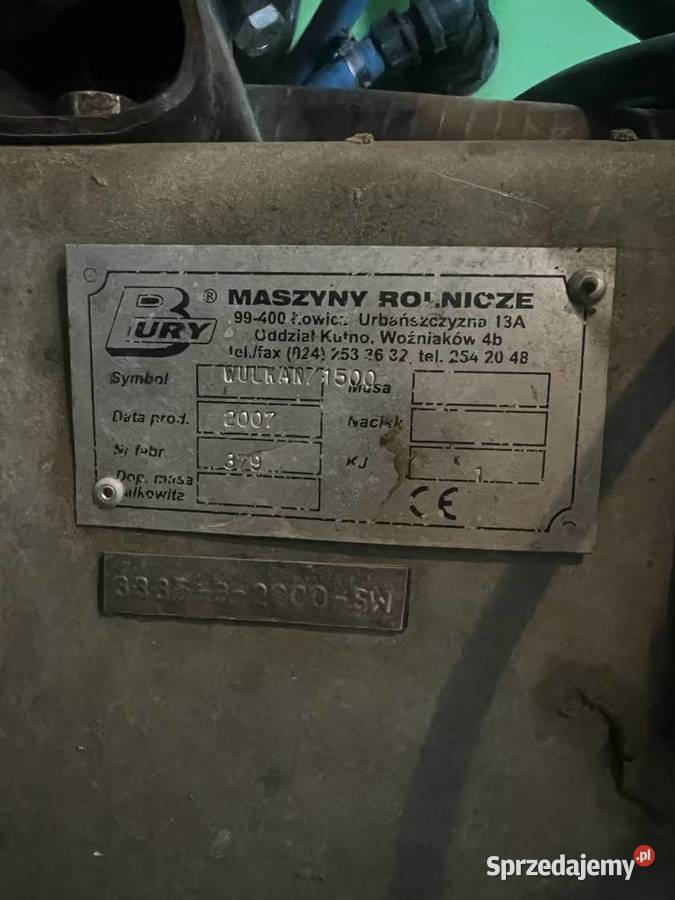 BURY ® MASZYNY ROLNICZE
99-400 Łowicz Urbańszczyzna 13A
Oddział Kutno, Woźniaków 4b
tel./fax (024) 253 36 32, tel. 254 20 48
Symbol WULKAN/1500 Masa
Data prod. 2007 Nacisk
Nr fabr. 379 KJ 1
Dop. masa
całkowita
CE
Sprzedajemy.pl